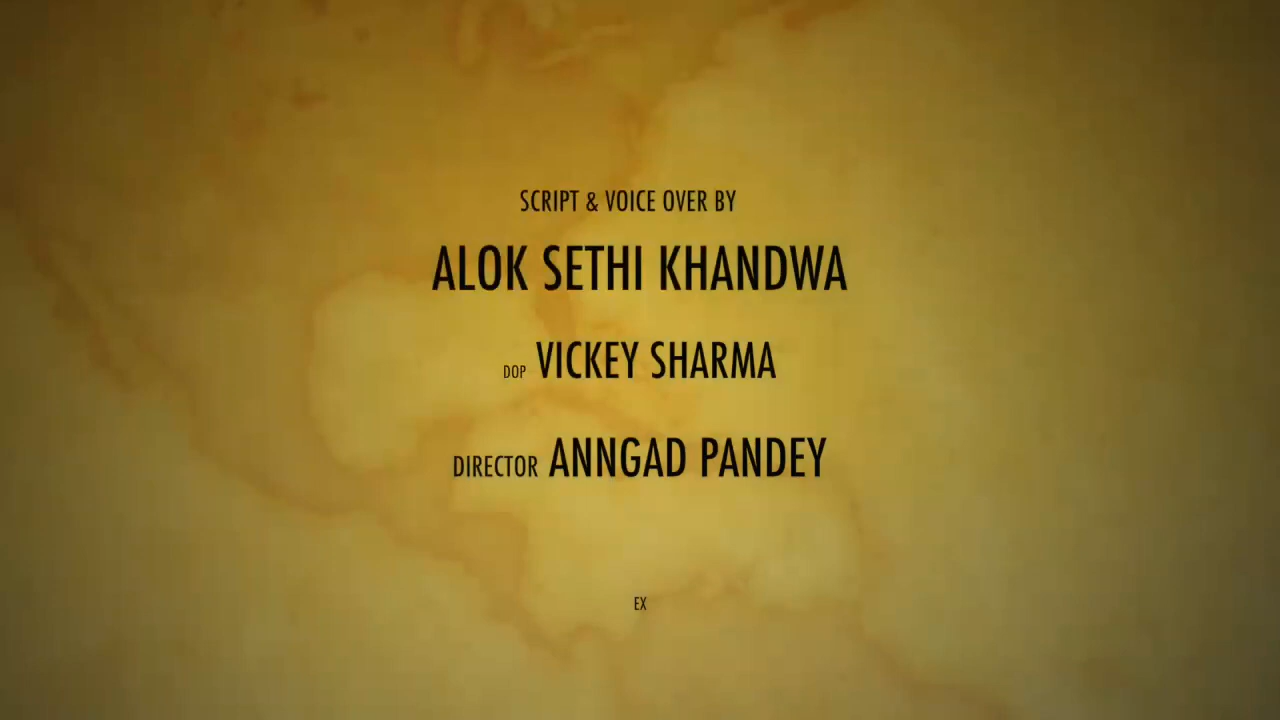 SCRIPT & VOICE OVER BY
ALOK SETHI KHANDWA
DOP VICKEY SHARMA
DIRECTOR ANNGAD PANDEY
EX